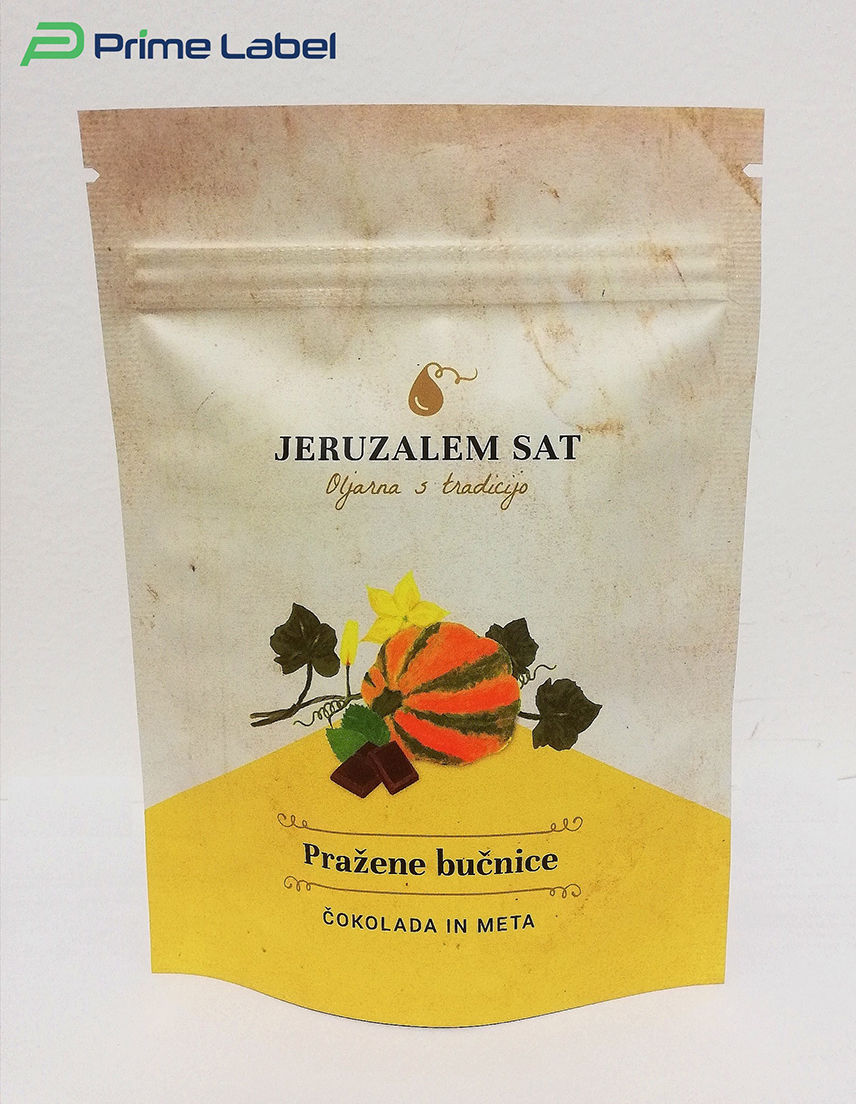 Prime Label
JERUZALEM SAT
Oljarna s tradicijo
Pražene bučnice
ČOKOLADA IN META